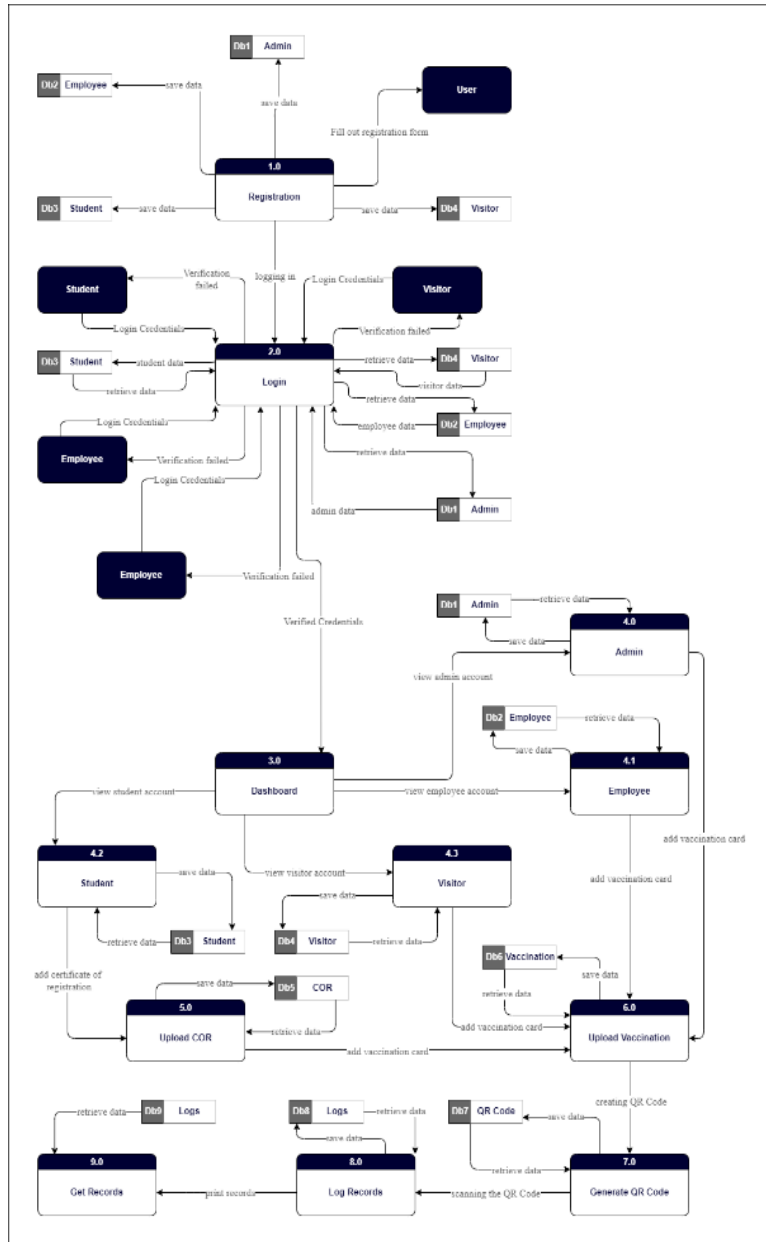 Db1 Admin
Db2 Employee
save data
User
save data
Fill out registration form
1.0
Registration
Db3 Student
save data
save data
Db4 Visitor
logging in
Student
Verification
failed
Login Credentials
Visitor
Login Credentials
Verification failed
2.0
Login
Db3 Student
student data
retrieve data
retrieve data
Db4 Visitor
visitor data
retrieve data
employee data
Db2 Employee
Login Credentials
Employee
Verification failed
retrieve data
Login Credentials
admin data
Db1 Admin
Employee
Verification failed
Verified Credentials
Db1 Admin
retrieve data
save data
4.0
Admin
view admin account
Db2 Employee
retrieve data
save data
3.0
Dashboard
4.1
Employee
view student account
view employee account
add vaccination card
4.2
Student
save data
view visitor account
4.3
Visitor
add vaccination card
save data
retrieve data
Db3 Student
Db4 Visitor
retrieve data
Db6 Vaccination
save data
retrieve data
add certificate of
registration
save data
Db5 COR
5.0
Upload COR
retrieve data
add vaccination card
6.0
Upload Vaccination
add vaccination card
creating QR Code
retrieve data
Db9 Logs
Db8 Logs
retrieve data
save data
Db7 QR Code
save data
retrieve data
9.0
Get Records
print records
8.0
Log Records
scanning the QR Code
7.0
Generate QR Code